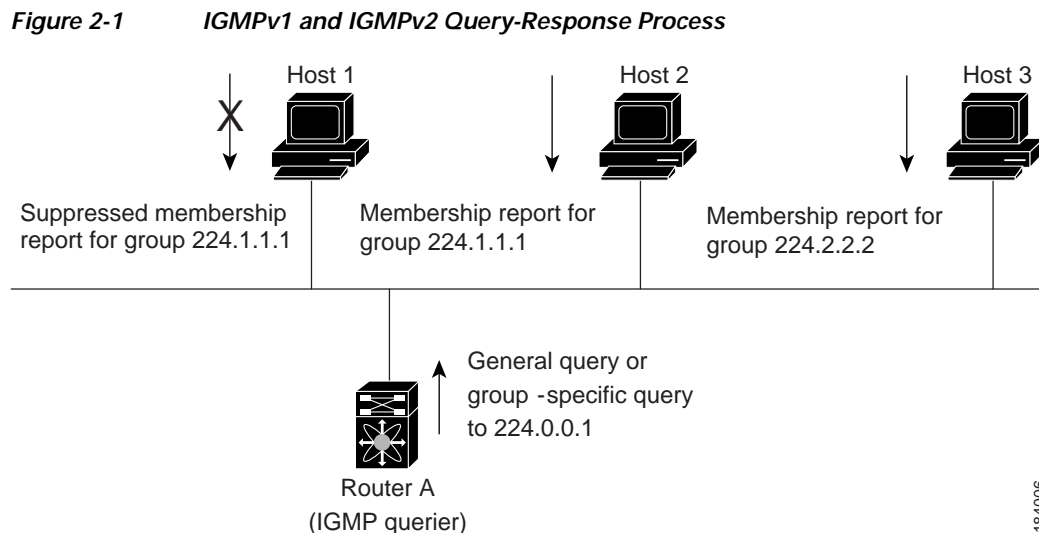 Figure 2-1 IGMPv1 and IGMPv2 Query-Response Process
Host 1
Host 2
Host 3
X
Suppressed membership
report for group 224.1.1.1
Membership report for
group 224.1.1.1
Membership report for
group 224.2.2.2
General query or
group -specific query
to 224.0.0.1
Router A
(IGMP querier)